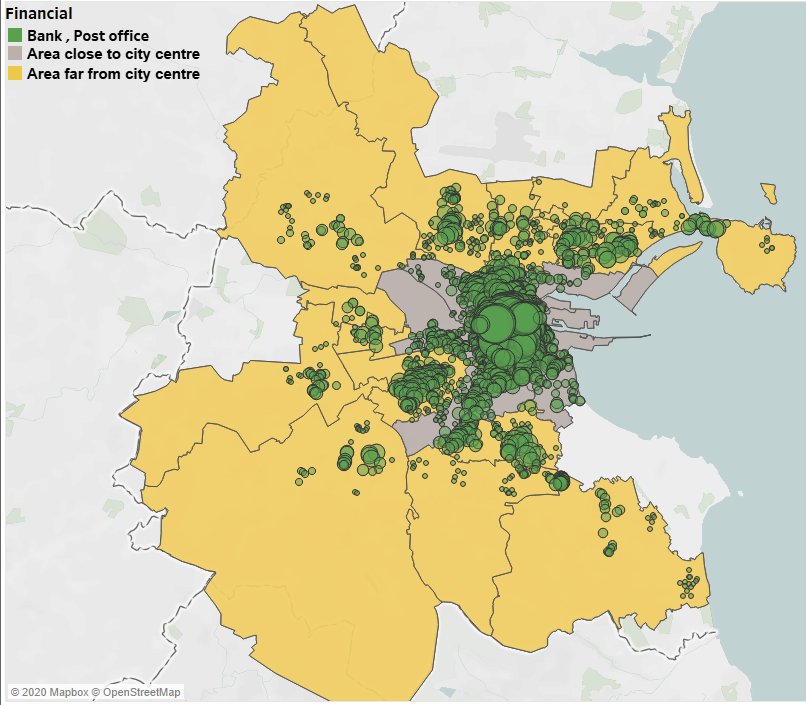 Financial
Bank , Post office
Area close to city centre
Area far from city centre
© 2020 Mapbox © OpenStreetMap